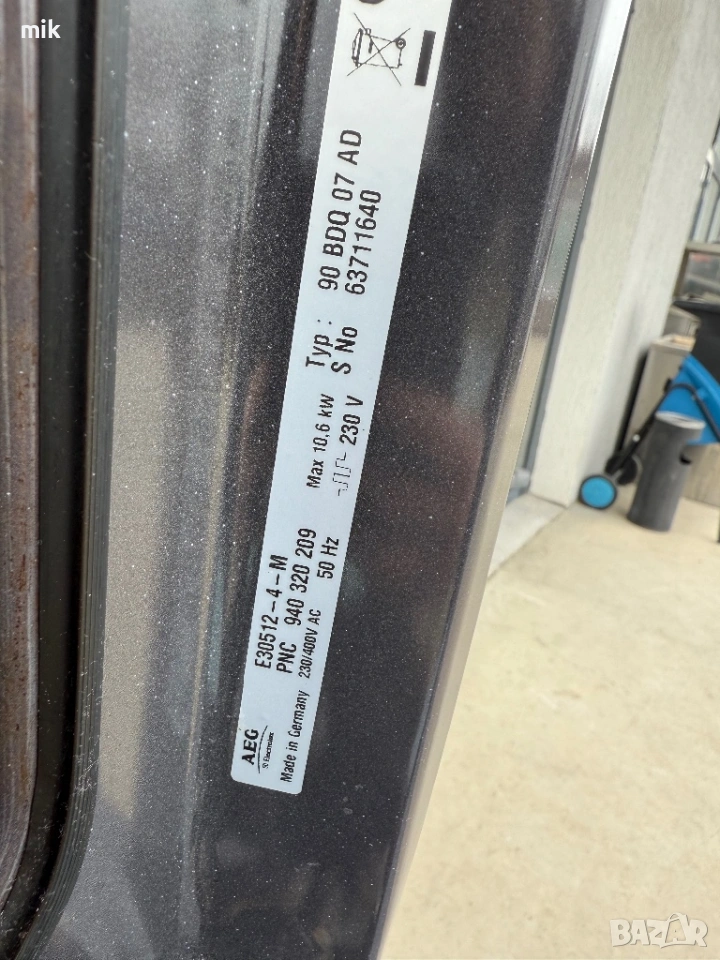 mik
AEG
Electrolux
E30512-4-M
PNC 940 320 209
230/400V AC 50 Hz
Made in Germany
Max 10,6 kw
230 V
Typ : 90 BDQ 07 AD
S No 63711640
BAZAR